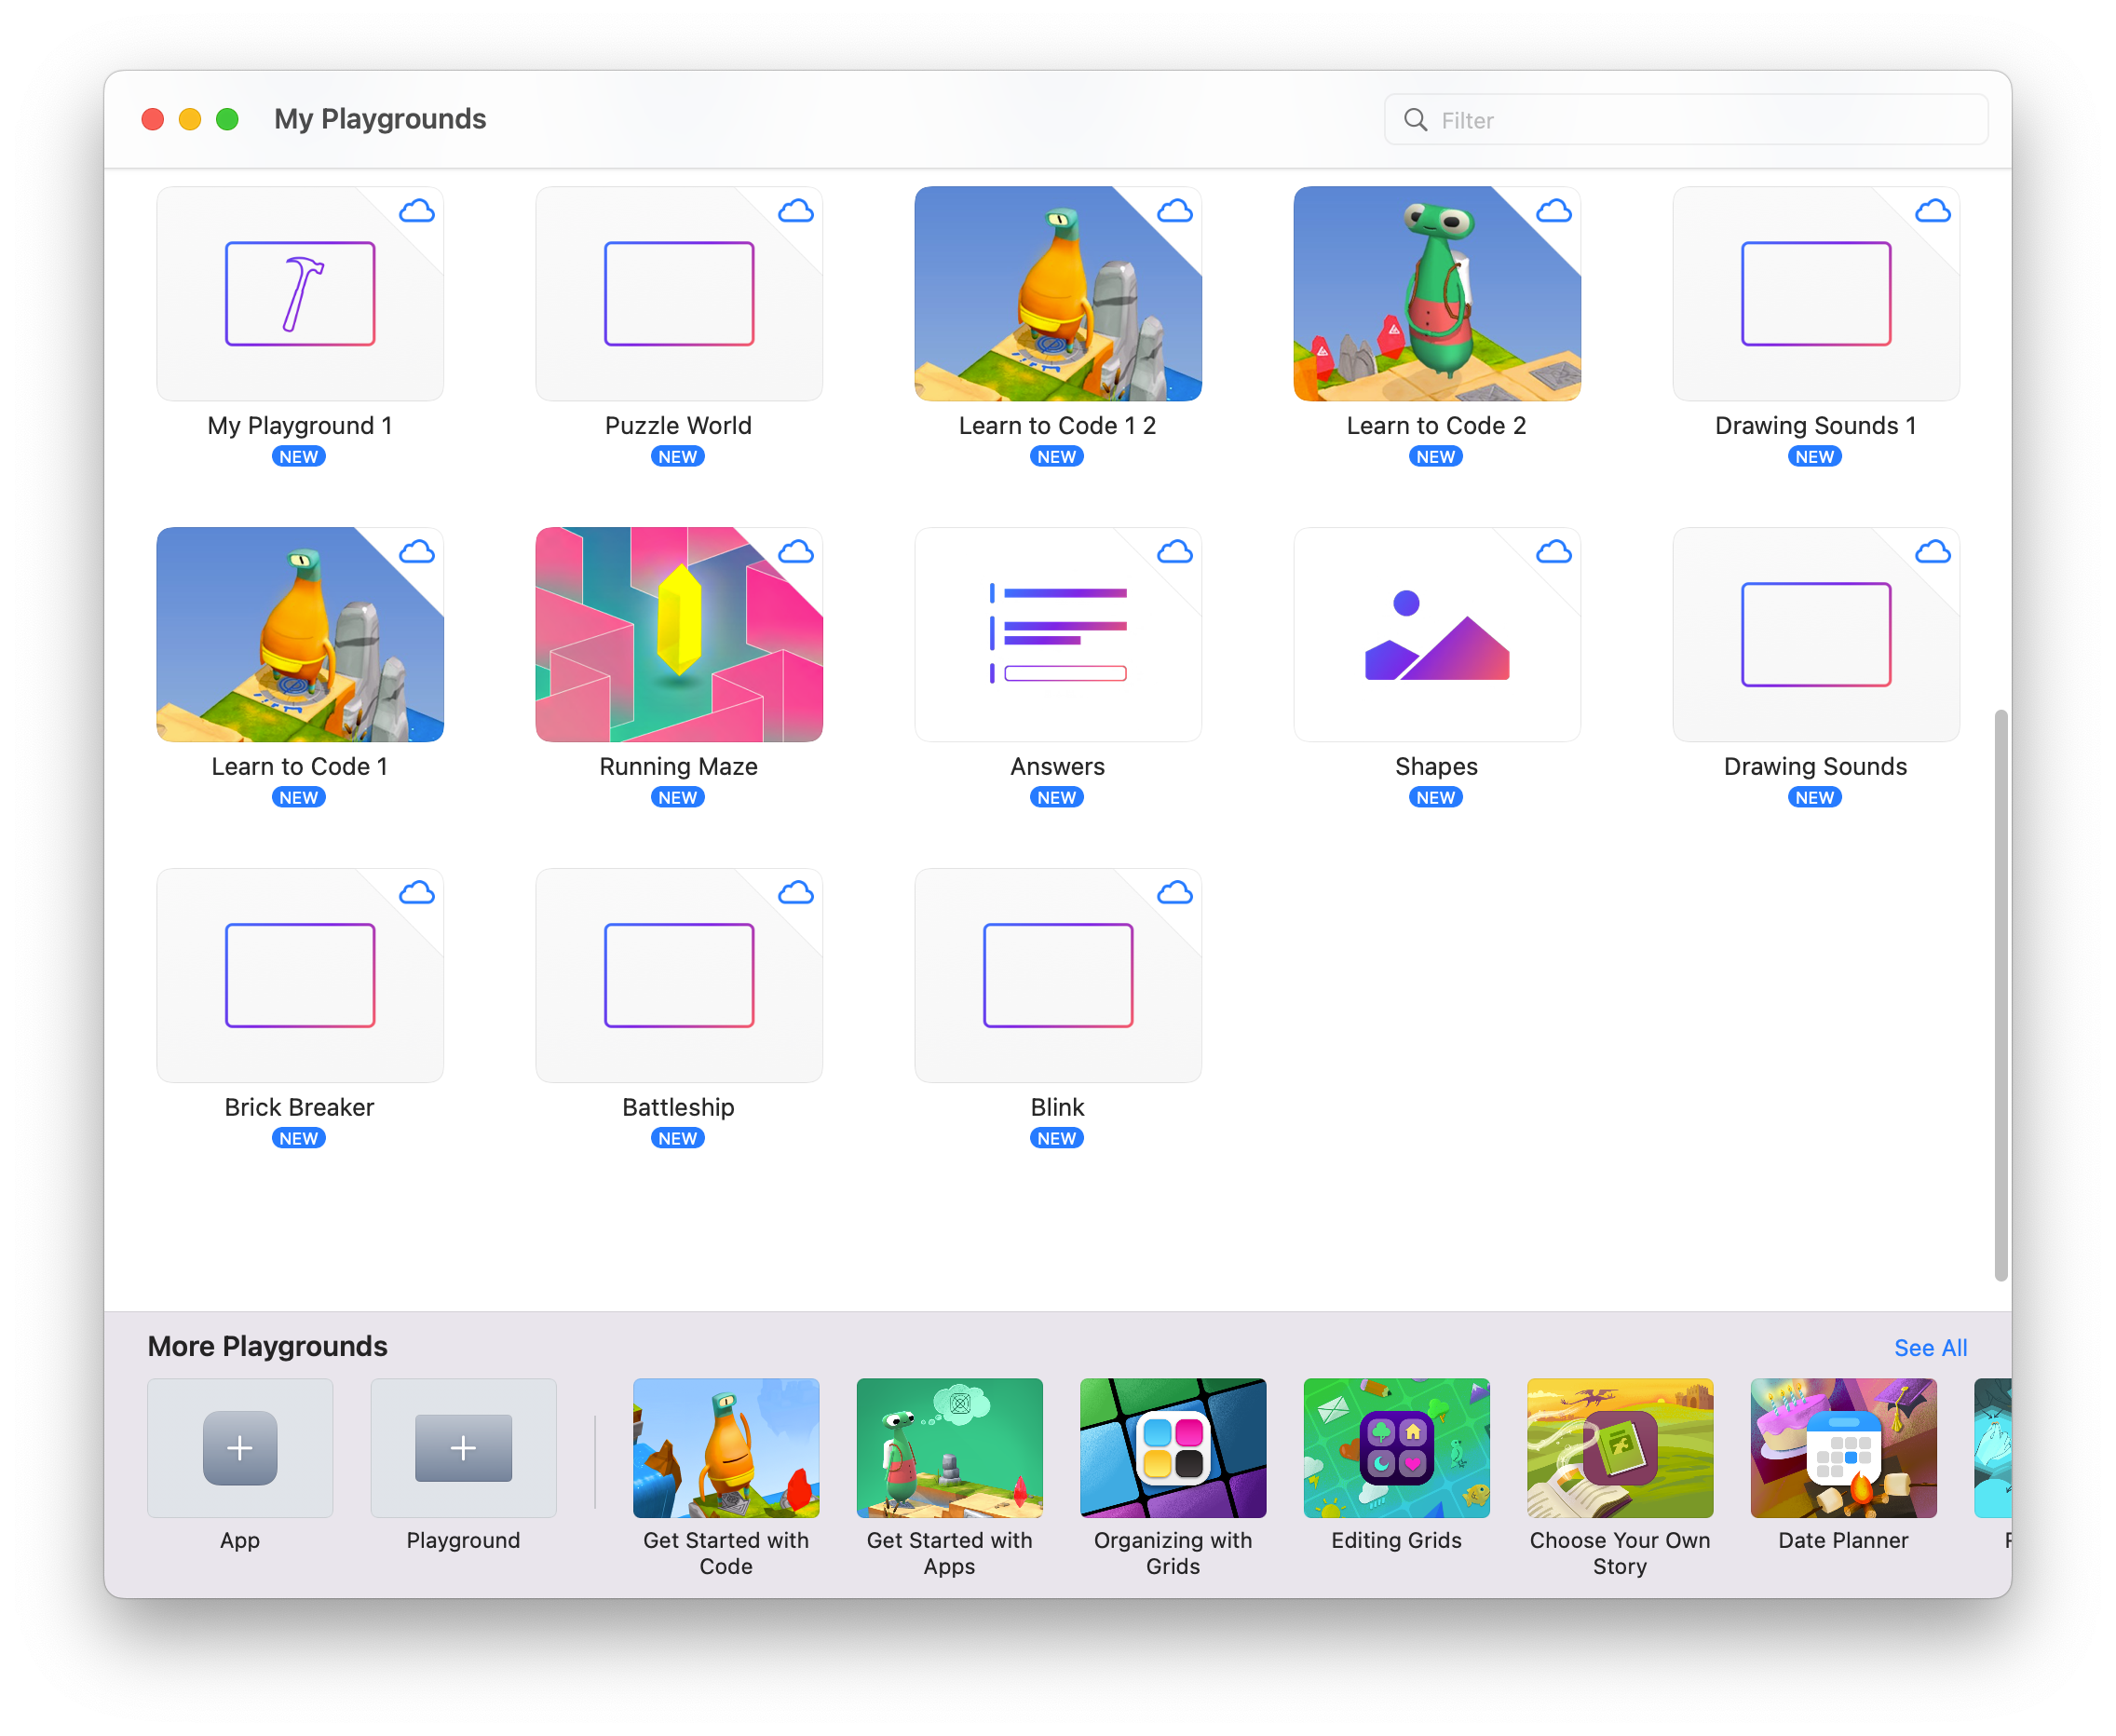 My Playgrounds
Filter
My Playground 1
NEW
Puzzle World
NEW
Learn to Code 1 2
NEW
Learn to Code 2
NEW
Drawing Sounds 1
NEW
Learn to Code 1
NEW
Running Maze
NEW
Answers
NEW
Shapes
NEW
Drawing Sounds
NEW
Brick Breaker
NEW
Battleship
NEW
Blink
NEW
More Playgrounds
See All
App
Playground
Get Started with
Code
Get Started with
Apps
Organizing with
Grids
Editing Grids
Choose Your Own
Story
Date Planner